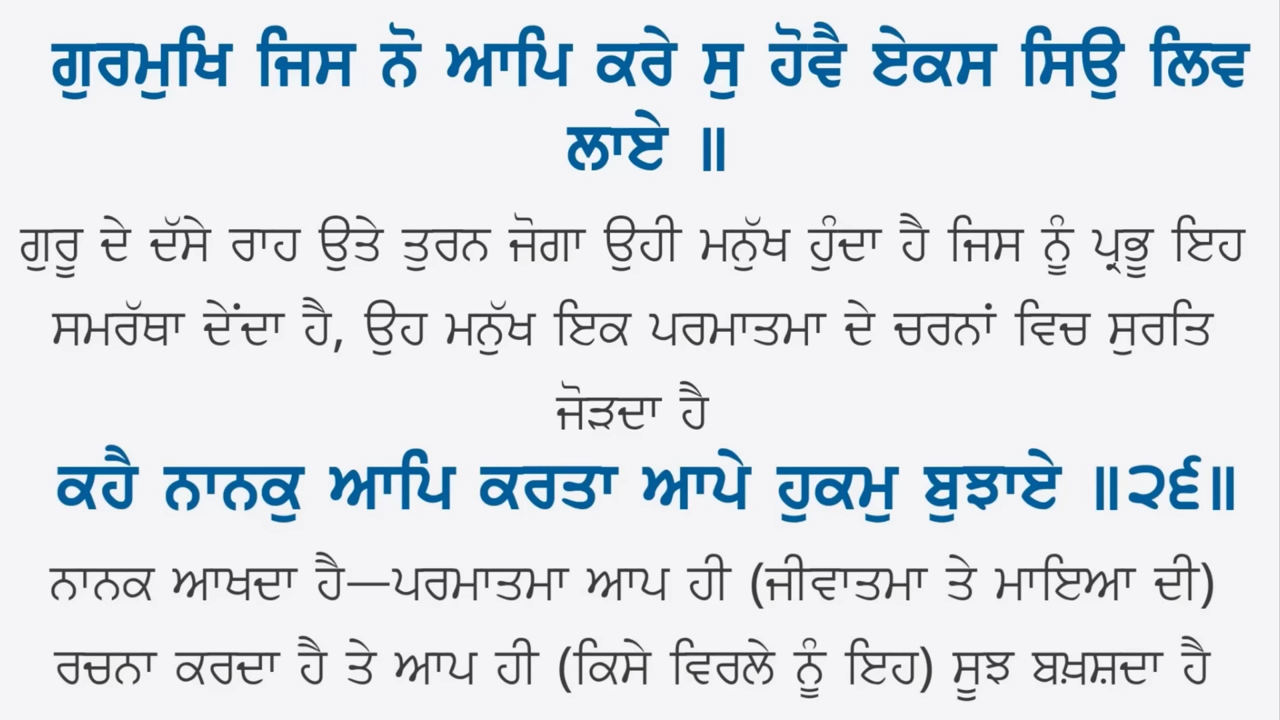 ਗੁਰਮੁਖਿ ਜਿਸ ਨੋ ਆਪਿ ਕਰੇ ਸੁ ਹੋਵੈ ਏਕਸ ਸਿਉ ਲਿਵ
ਲਾਏ ॥
ਗੁਰੂ ਦੇ ਦੱਸੇ ਰਾਹ ਉਤੇ ਤੁਰਨ ਜੋਗਾ ਉਹੀ ਮਨੁੱਖ ਹੁੰਦਾ ਹੈ ਜਿਸ ਨੂੰ ਪ੍ਰਭੂ ਇਹ
ਸਮਰੱਥਾ ਦੇਂਦਾ ਹੈ, ਉਹ ਮਨੁੱਖ ਇਕ ਪਰਮਾਤਮਾ ਦੇ ਚਰਨਾਂ ਵਿਚ ਸੁਰਤਿ
ਜੋੜਦਾ ਹੈ
ਕਹੈ ਨਾਨਕੁ ਆਪਿ ਕਰਤਾ ਆਪੇ ਹੁਕਮੁ ਬੁਝਾਏ ॥੨੬॥
ਨਾਨਕ ਆਖਦਾ ਹੈ—ਪਰਮਾਤਮਾ ਆਪ ਹੀ (ਜੀਵਾਤਮਾ ਤੇ ਮਾਇਆ ਦੀ)
ਰਚਨਾ ਕਰਦਾ ਹੈ ਤੇ ਆਪ ਹੀ (ਕਿਸੇ ਵਿਰਲੇ ਨੂੰ ਇਹ) ਸੂਝ ਬਖ਼ਸ਼ਦਾ ਹੈ